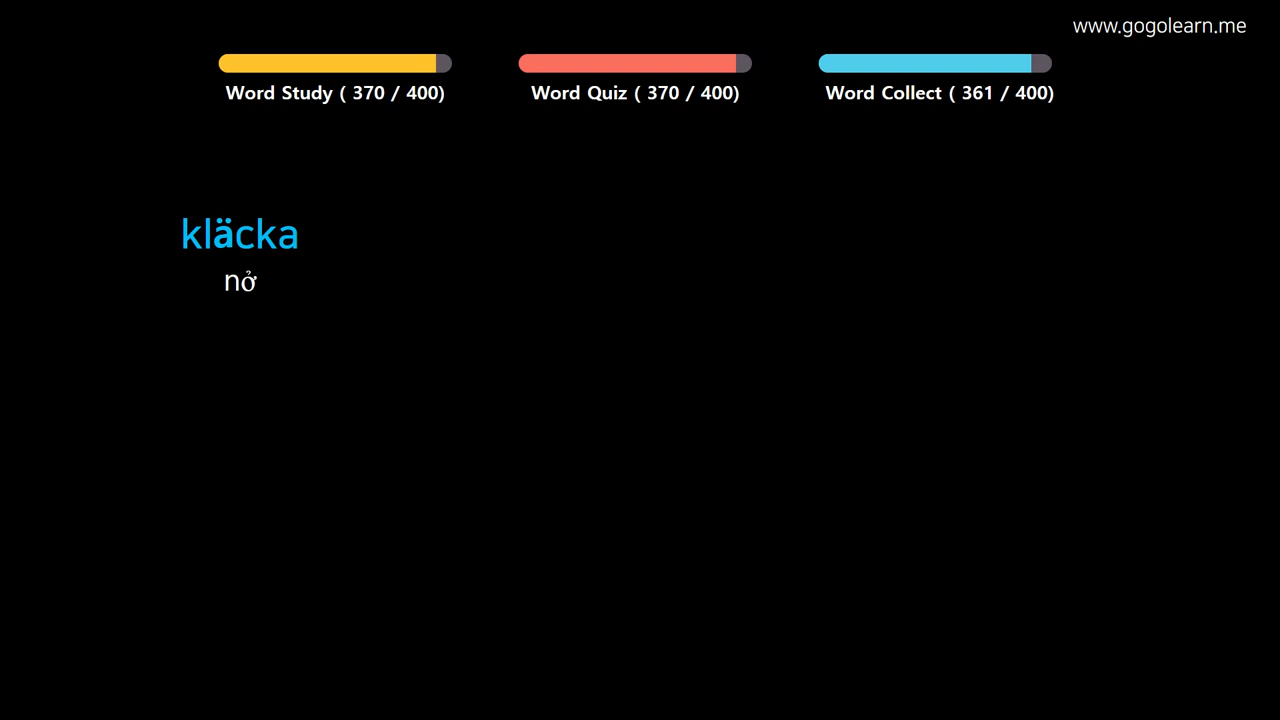 www.gogolearn.me
Word Study ( 370 / 400)
Word Quiz ( 370 / 400)
Word Collect ( 361 / 400)
kläcka
nở